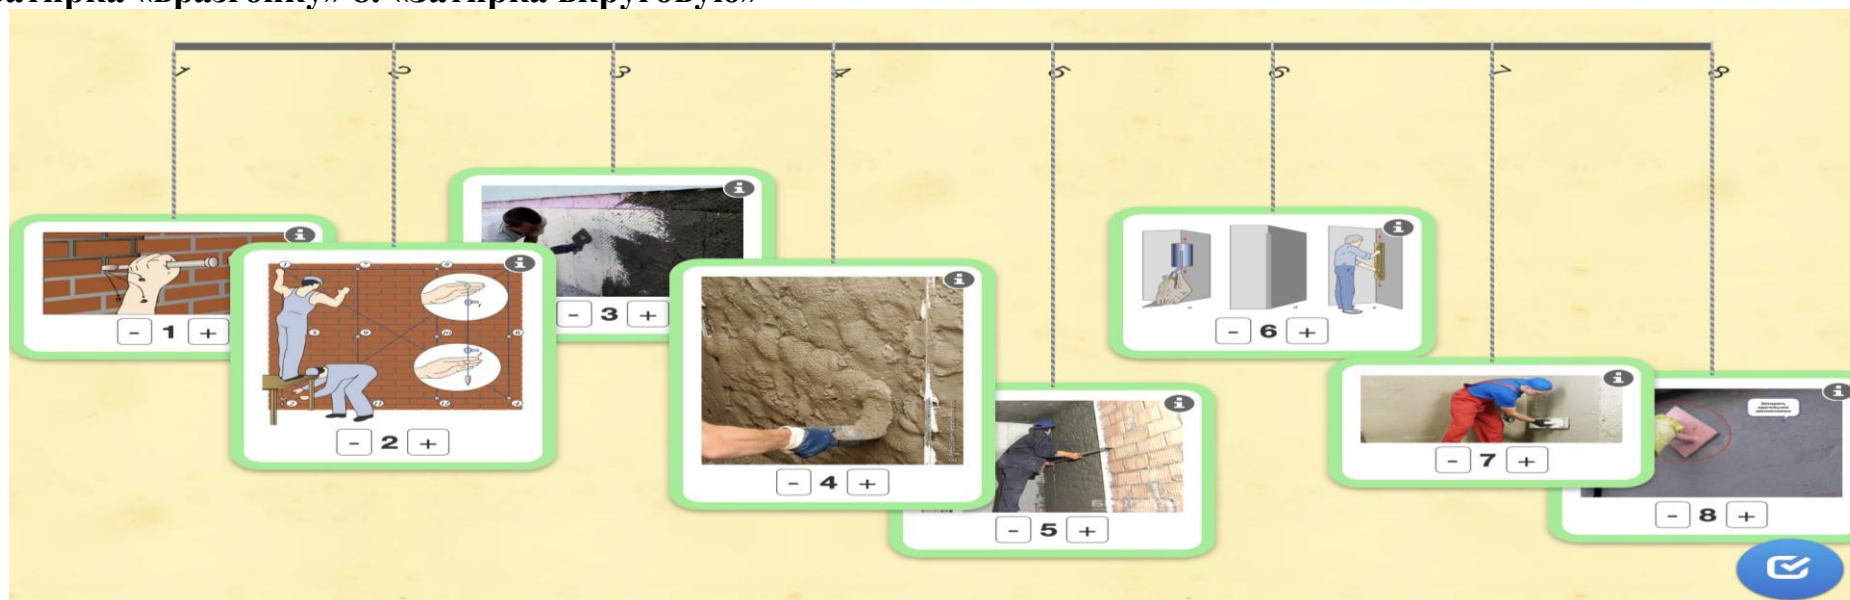 затирка «вразгонку» 8. «Затирка вкруговую»
1 2 3 4 5 6 7 8
- 1 +
- 2 +
- 3 +
- 4 +
- 5 +
- 6 +
- 7 +
- 8 +